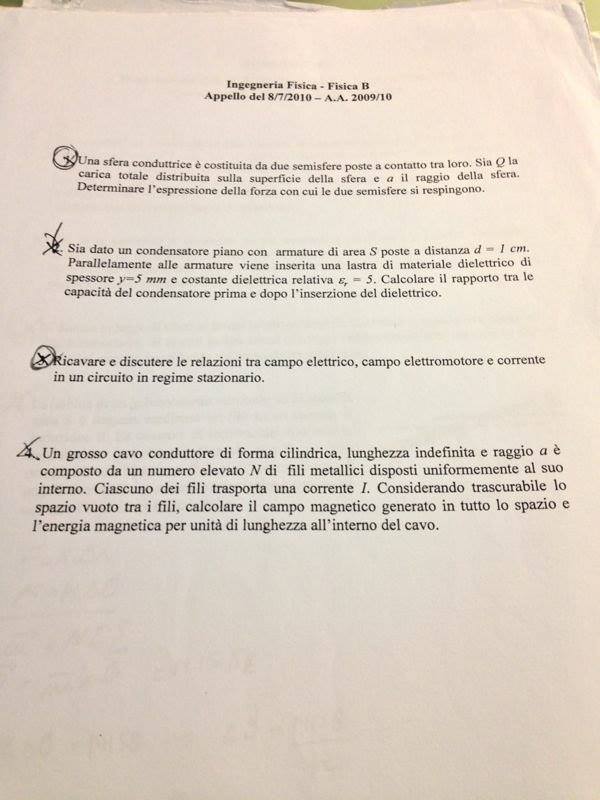 Ingegneria Fisica - Fisica B
Appello del 8/7/2010 – A.A. 2009/10
Una sfera conduttrice è costituita da due semisfere poste a contatto tra loro. Sia Q la
carica totale distribuita sulla superficie della sfera e a il raggio della sfera.
Determinare l'espressione della forza con cui le due semisfere si respingono.
2. Sia dato un condensatore piano con armature di area S poste a distanza d = 1 cm.
Parallelamente alle armature viene inserita una lastra di materiale dielettrico di
spessore y=5 mm e costante dielettrica relativa εr = 5. Calcolare il rapporto tra le
capacità del condensatore prima e dopo l'inserzione del dielettrico.
Ricavare e discutere le relazioni tra campo elettrico, campo elettromotore e corrente
in un circuito in regime stazionario.
4. Un grosso cavo conduttore di forma cilindrica, lunghezza indefinita e raggio a è
composto da un numero elevato N di fili metallici disposti uniformemente al suo
interno. Ciascuno dei fili trasporta una corrente I. Considerando trascurabile lo
spazio vuoto tra i fili, calcolare il campo magnetico generato in tutto lo spazio e
l'energia magnetica per unità di lunghezza all'interno del cavo.